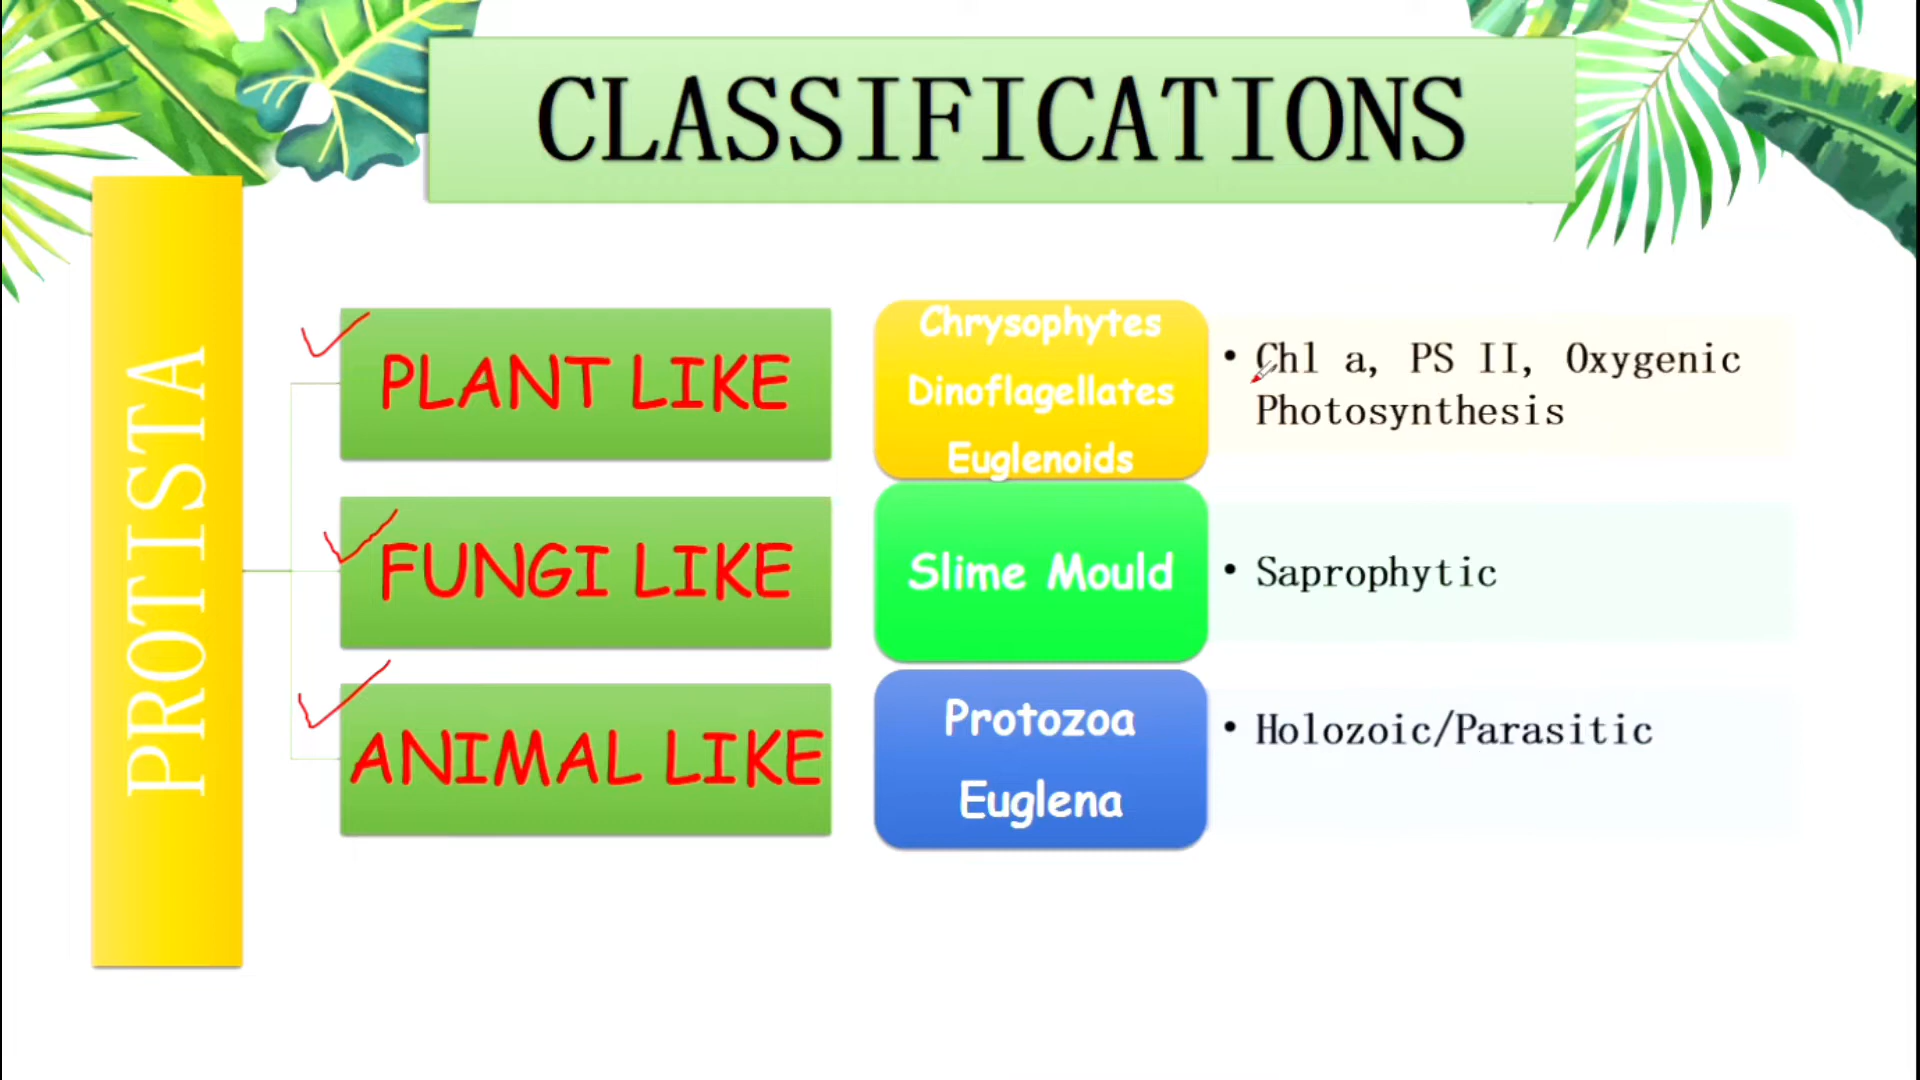 CLASSIFICATIONS
PROTISTA
PLANT LIKE
Chrysophytes
Dinoflagellates
Euglenoids
• Chl a, PS II, Oxygenic
Photosynthesis
FUNGI LIKE
Slime Mould
• Saprophytic
ANIMAL LIKE
Protozoa
Euglena
• Holozoic/Parasitic